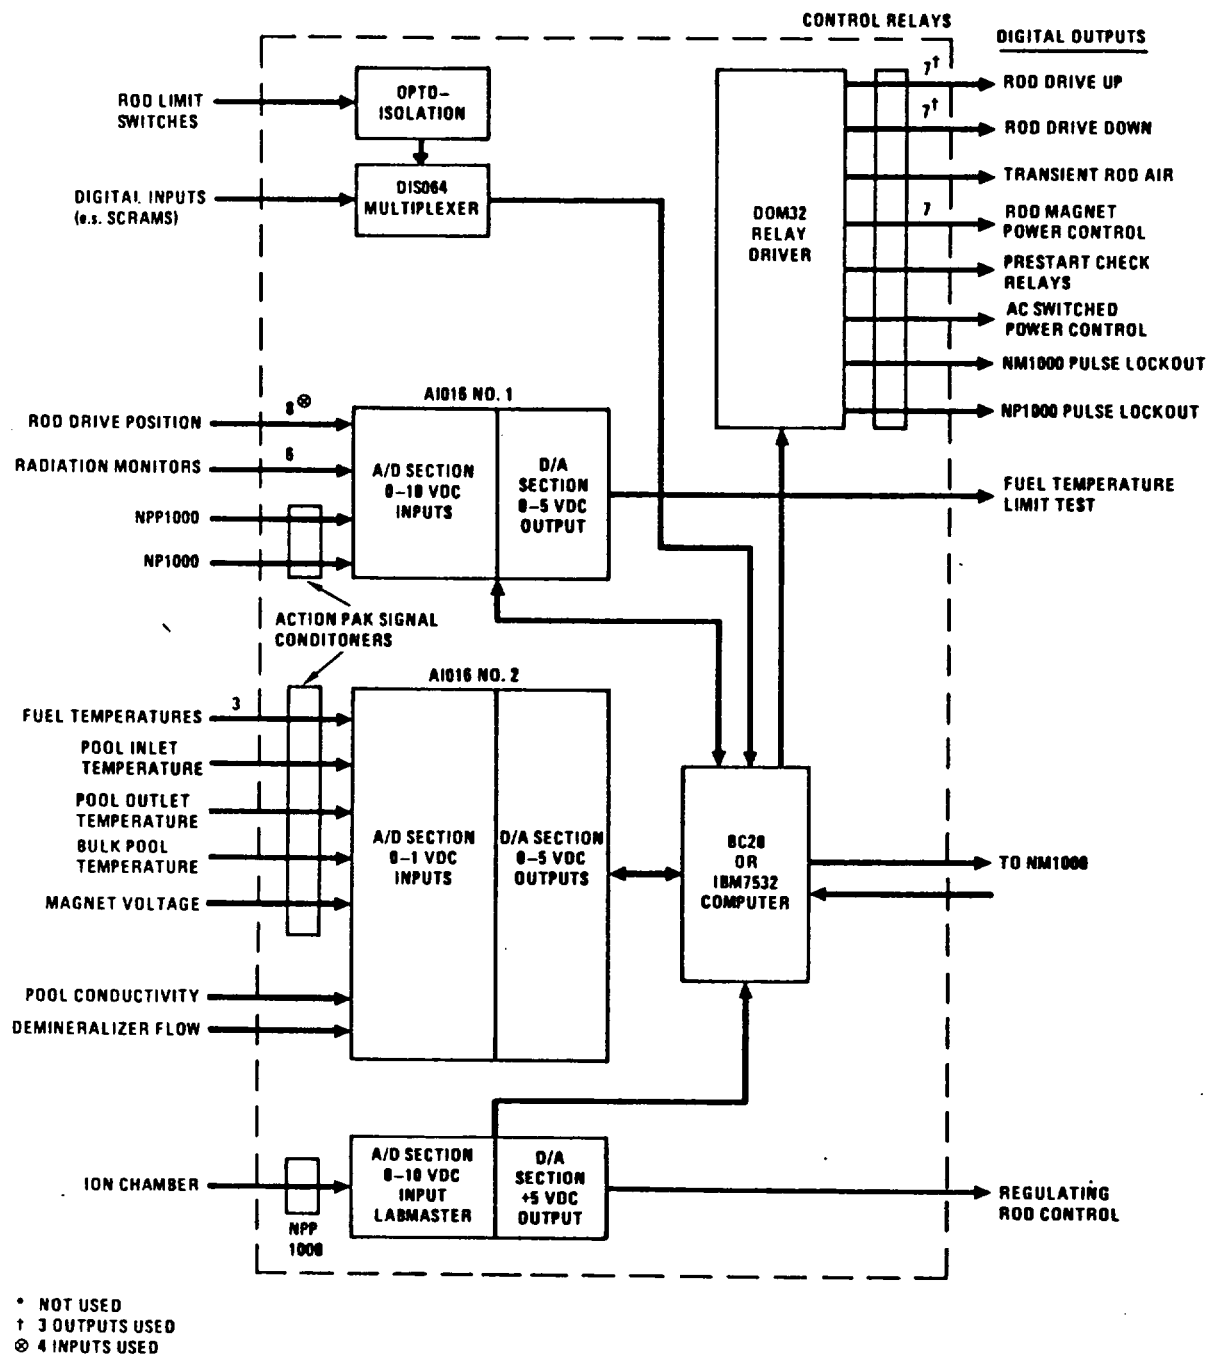 CONTROL RELAYS
DIGITAL OUTPUTS
ROD LIMIT
SWITCHES
OPTO-
ISOLATION
DIGITAL INPUTS
(e.s. SCRAMS)
DIS064
MULTIPLEXER
DOM32
RELAY
DRIVER
7†
ROD DRIVE UP
7†
ROD DRIVE DOWN
TRANSIENT ROD AIR
7
ROD MAGNET
POWER CONTROL
PRESTART CHECK
RELAYS
AC SWITCHED
POWER CONTROL
NM1000 PULSE LOCKOUT
NP1000 PULSE LOCKOUT
AI016 NO. 1
ROD DRIVE POSITION
8⊗
RADIATION MONITORS
6
NPP1000
NP1000
A/D SECTION
0-10 VDC
INPUTS
D/A
SECTION
0-5 VDC
OUTPUT
FUEL TEMPERATURE
LIMIT TEST
ACTION PAK SIGNAL
CONDITONERS
AI016 NO. 2
FUEL TEMPERATURES
3
POOL INLET
TEMPERATURE
POOL OUTLET
TEMPERATURE
BULK POOL
TEMPERATURE
MAGNET VOLTAGE
POOL CONDUCTIVITY
DEMINERALIZER FLOW
A/D SECTION
0-1 VDC
INPUTS
D/A SECTION
0-5 VDC
OUTPUTS
BC20
OR
IBM7532
COMPUTER
TO NM1000
ION CHAMBER
NPP
1000
A/D SECTION
0-10 VDC
INPUT
LABMASTER
D/A
SECTION
+5 VDC
OUTPUT
REGULATING
ROD CONTROL
* NOT USED
† 3 OUTPUTS USED
⊗ 4 INPUTS USED